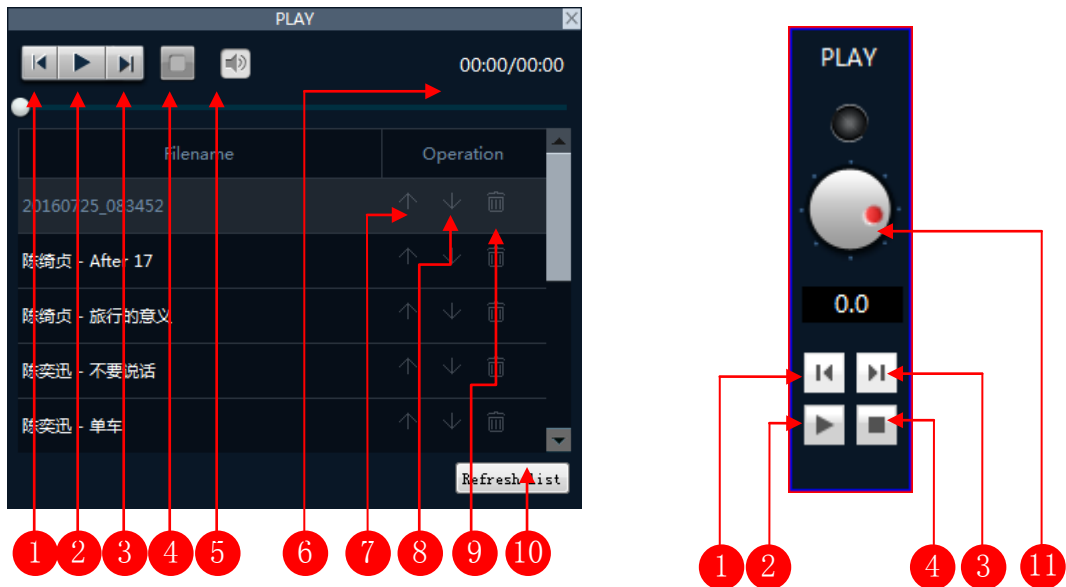 PLAY
00:00/00:00
Filename Operation
20160725_083452
陈绮贞 - After 17
陈绮贞 - 旅行的意义
陈奕迅 - 不要说话
陈奕迅 - 单车
Refresh List
1 2 3 4 5 6 7 8 9 10
PLAY
0.0
11
1 2 4 3